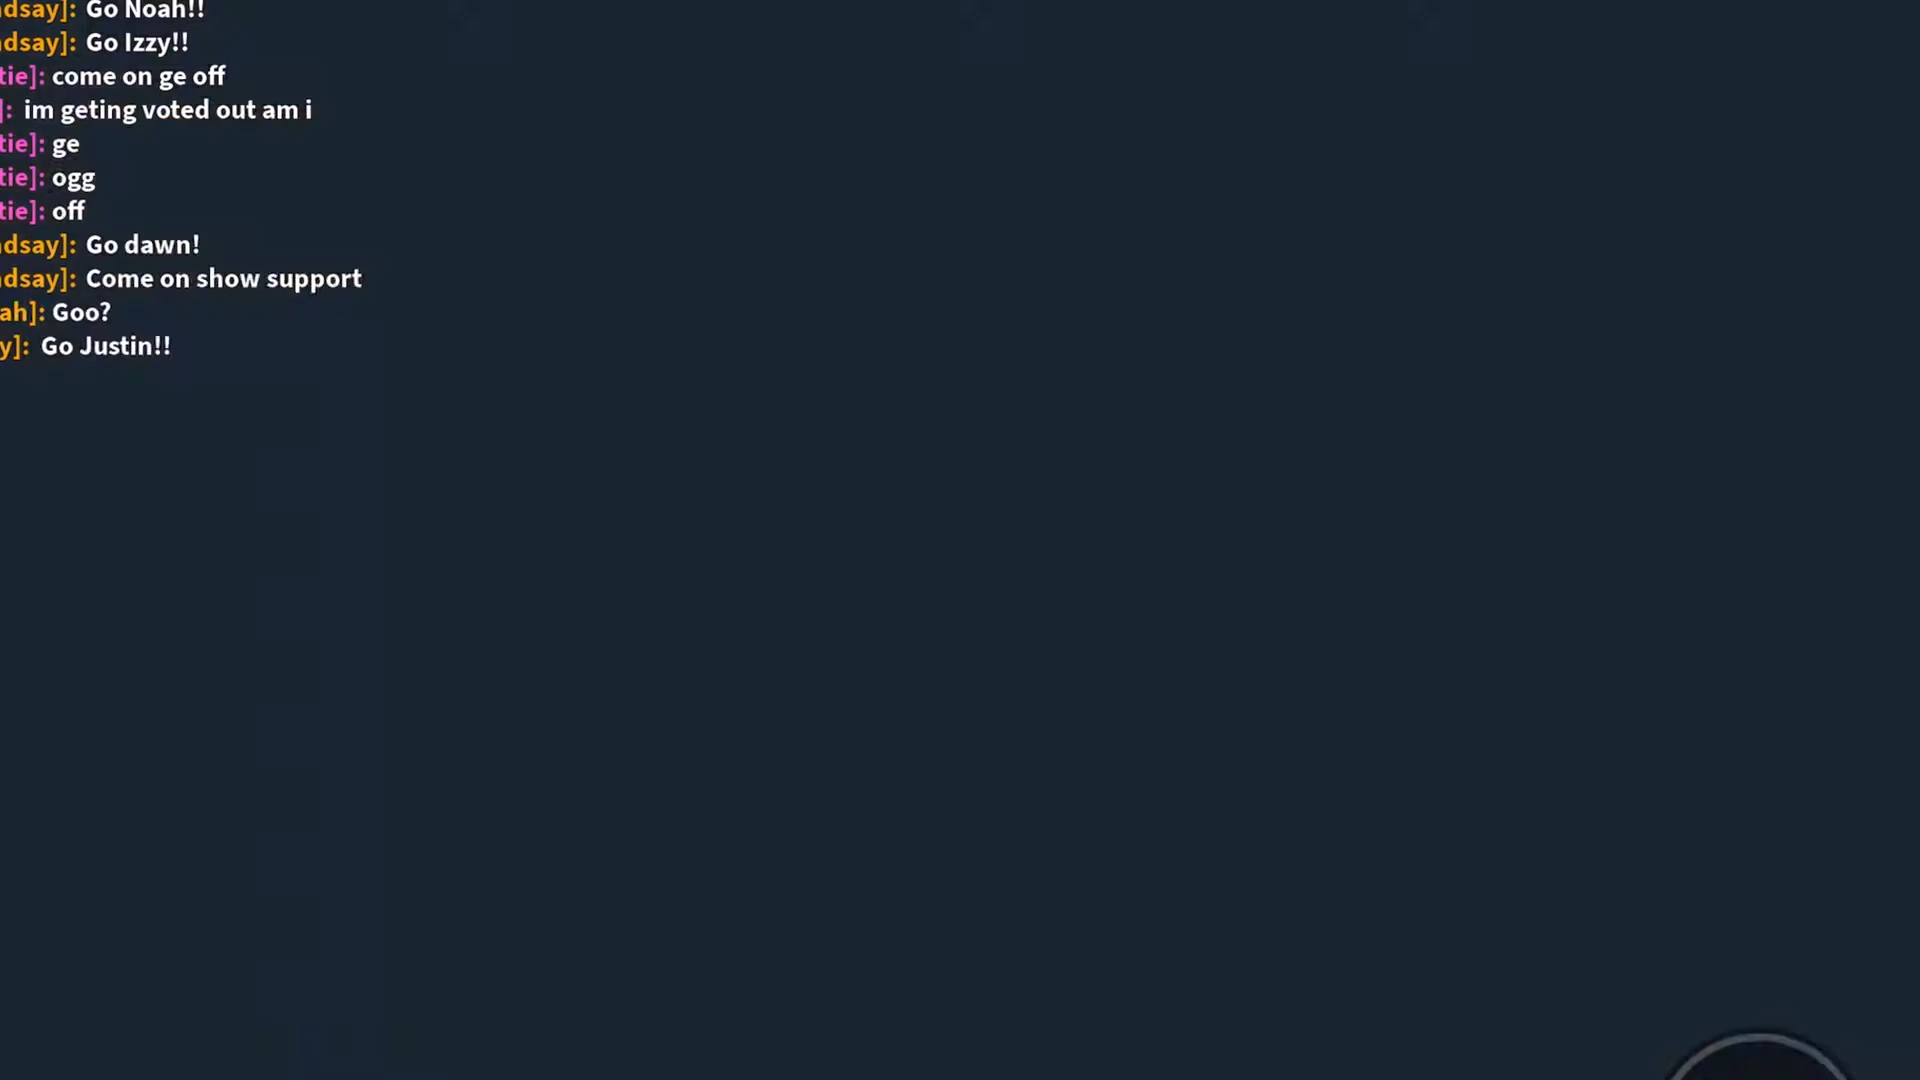 dsay]: Go Noah!!
dsay]: Go Izzy!!
tie]: come on ge off
]: im geting voted out am i
tie]: ge
tie]: ogg
tie]: off
dsay]: Go dawn!
dsay]: Come on show support
ah]: Goo?
y]: Go Justin!!